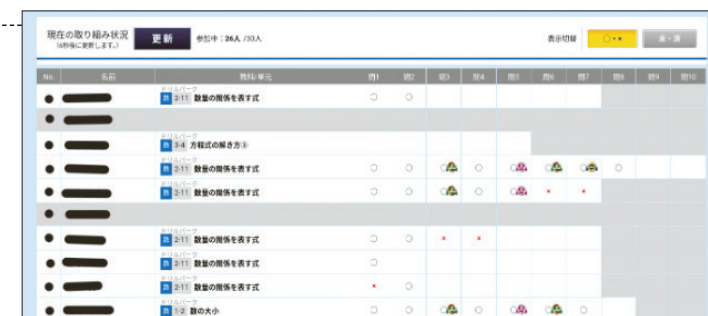 現在の取り組み状況
(6秒後に更新します。)
更新
参加中:26人 /30人
表示切替
○・×
未・済
No. 名前 教科/単元 問1 問2 問3 問4 問5 問6 問7 問8 問9 問10
ドリルパーク
数 2-11 数量の関係を表す式 ○ ○
ドリルパーク
数 3-4 方程式の解き方③
ドリルパーク
数 2-11 数量の関係を表す式 ○ ○ ○ ○ ○ ○ ○ ○
ドリルパーク
数 2-11 数量の関係を表す式 ○ ○ ○ ○ ○ × ×
ドリルパーク
数 2-11 数量の関係を表す式 ○ ○ × ×
ドリルパーク
数 2-11 数量の関係を表す式 ○
ドリルパーク
数 2-11 数量の関係を表す式 × ○
ドリルパーク
数 1-2 数の大小 ○ ○ ○ ○ ○ ○ ○